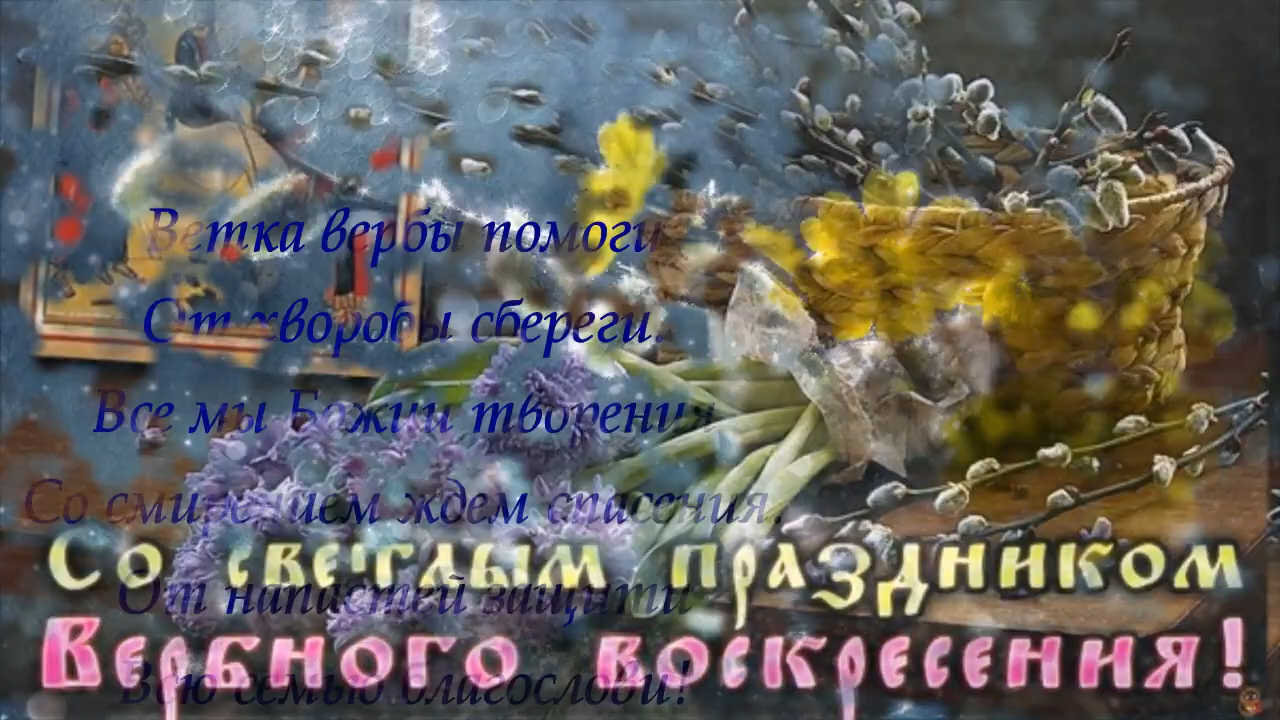 Ветка вербы помоги
От хворобы сбереги.
Все мы Божии творения
Со смирением ждем спасения.
Со светлым праздником
От напастей защити
Вербного воскресения!
Всю семью благослови!